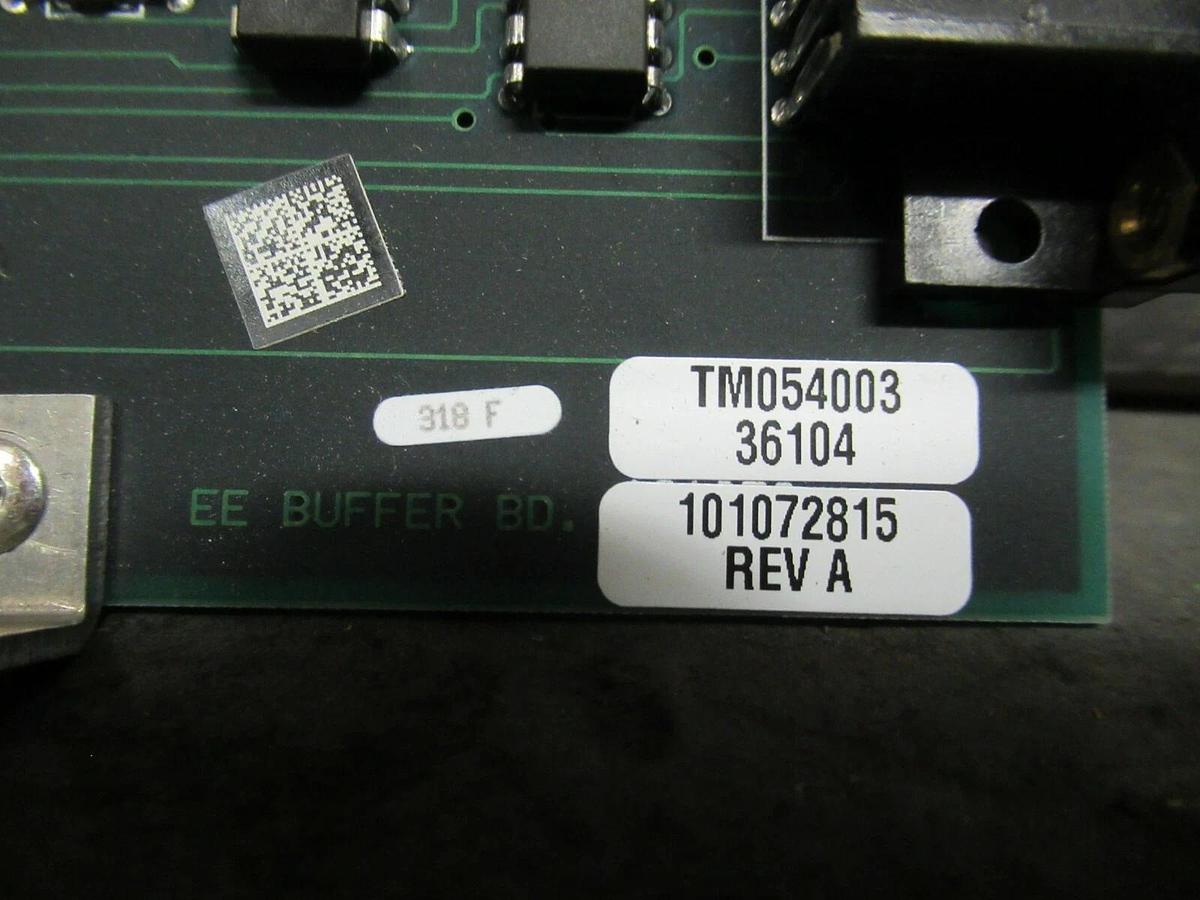 TM054003
36104
318 F
EE BUFFER BD.
101072815
REV A